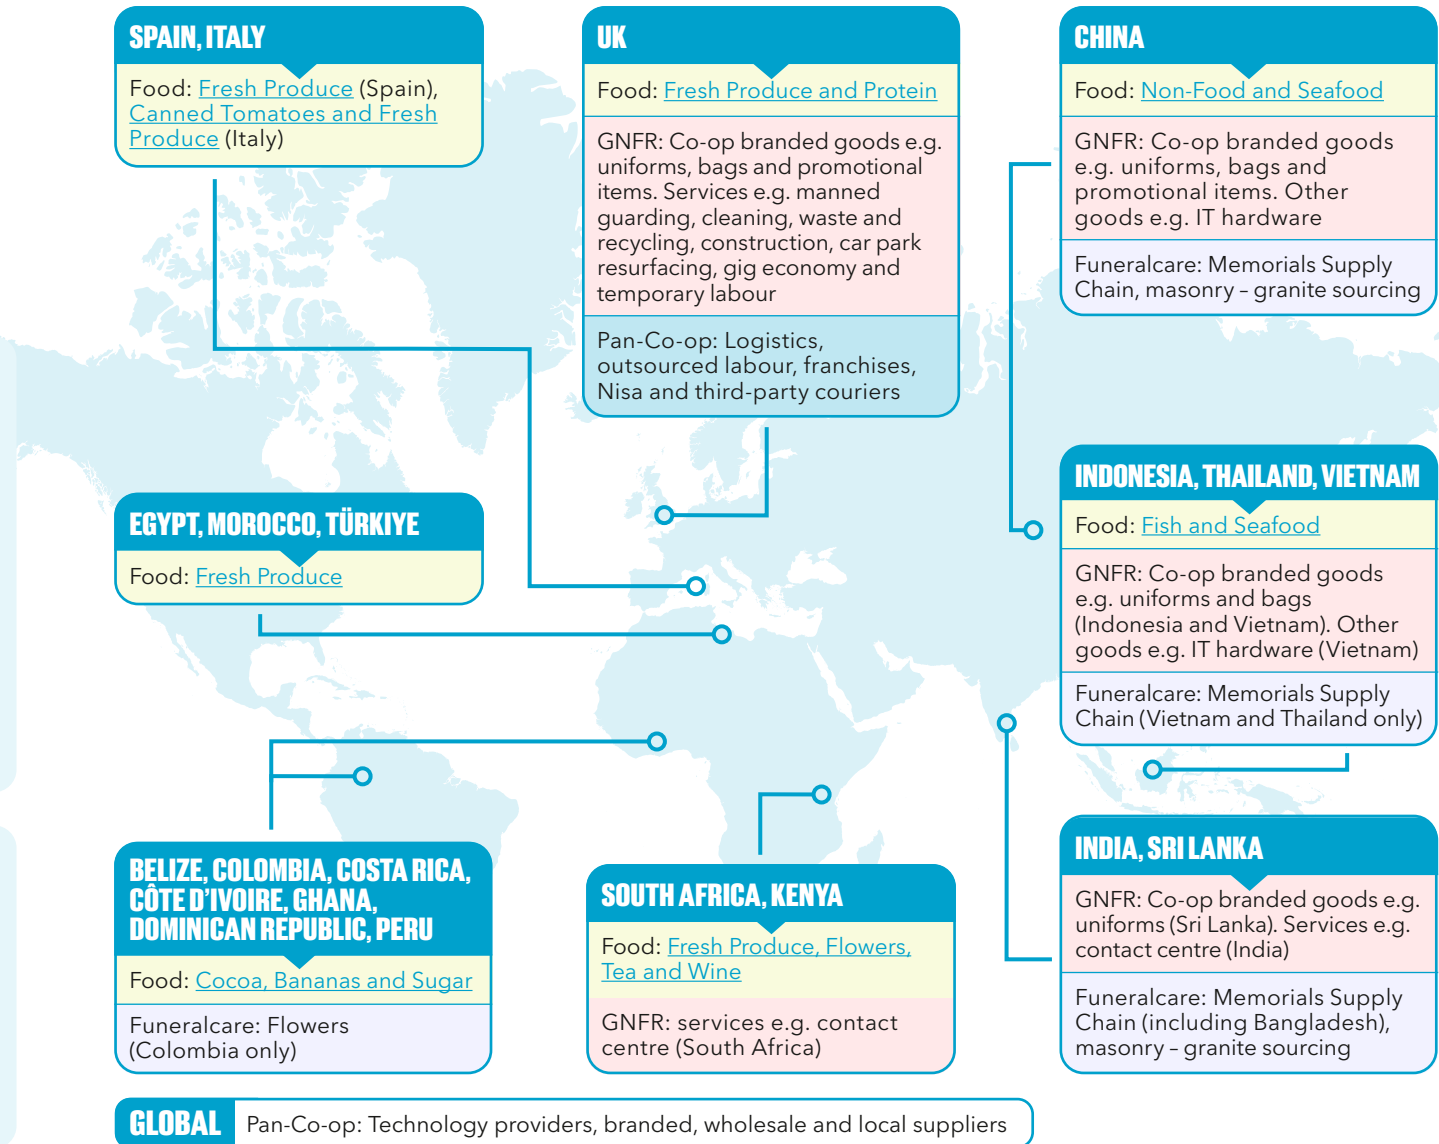 SPAIN, ITALY
Food: Fresh Produce (Spain),
Canned Tomatoes and Fresh
Produce (Italy)
UK
Food: Fresh Produce and Protein
GNFR: Co-op branded goods e.g.
uniforms, bags and promotional
items. Services e.g. manned
guarding, cleaning, waste and
recycling, construction, car park
resurfacing, gig economy and
temporary labour
Pan-Co-op: Logistics,
outsourced labour, franchises,
Nisa and third-party couriers
CHINA
Food: Non-Food and Seafood
GNFR: Co-op branded goods
e.g. uniforms, bags and
promotional items. Other
goods e.g. IT hardware
Funeralcare: Memorials Supply
Chain, masonry – granite sourcing
EGYPT, MOROCCO, TÜRKIYE
Food: Fresh Produce
INDONESIA, THAILAND, VIETNAM
Food: Fish and Seafood
GNFR: Co-op branded goods
e.g. uniforms and bags
(Indonesia and Vietnam). Other
goods e.g. IT hardware (Vietnam)
Funeralcare: Memorials Supply
Chain (Vietnam and Thailand only)
BELIZE, COLOMBIA, COSTA RICA,
CÔTE D'IVOIRE, GHANA,
DOMINICAN REPUBLIC, PERU
Food: Cocoa, Bananas and Sugar
Funeralcare: Flowers
(Colombia only)
SOUTH AFRICA, KENYA
Food: Fresh Produce, Flowers,
Tea and Wine
GNFR: services e.g. contact
centre (South Africa)
INDIA, SRI LANKA
GNFR: Co-op branded goods e.g.
uniforms (Sri Lanka). Services e.g.
contact centre (India)
Funeralcare: Memorials Supply
Chain (including Bangladesh),
masonry – granite sourcing
GLOBAL Pan-Co-op: Technology providers, branded, wholesale and local suppliers